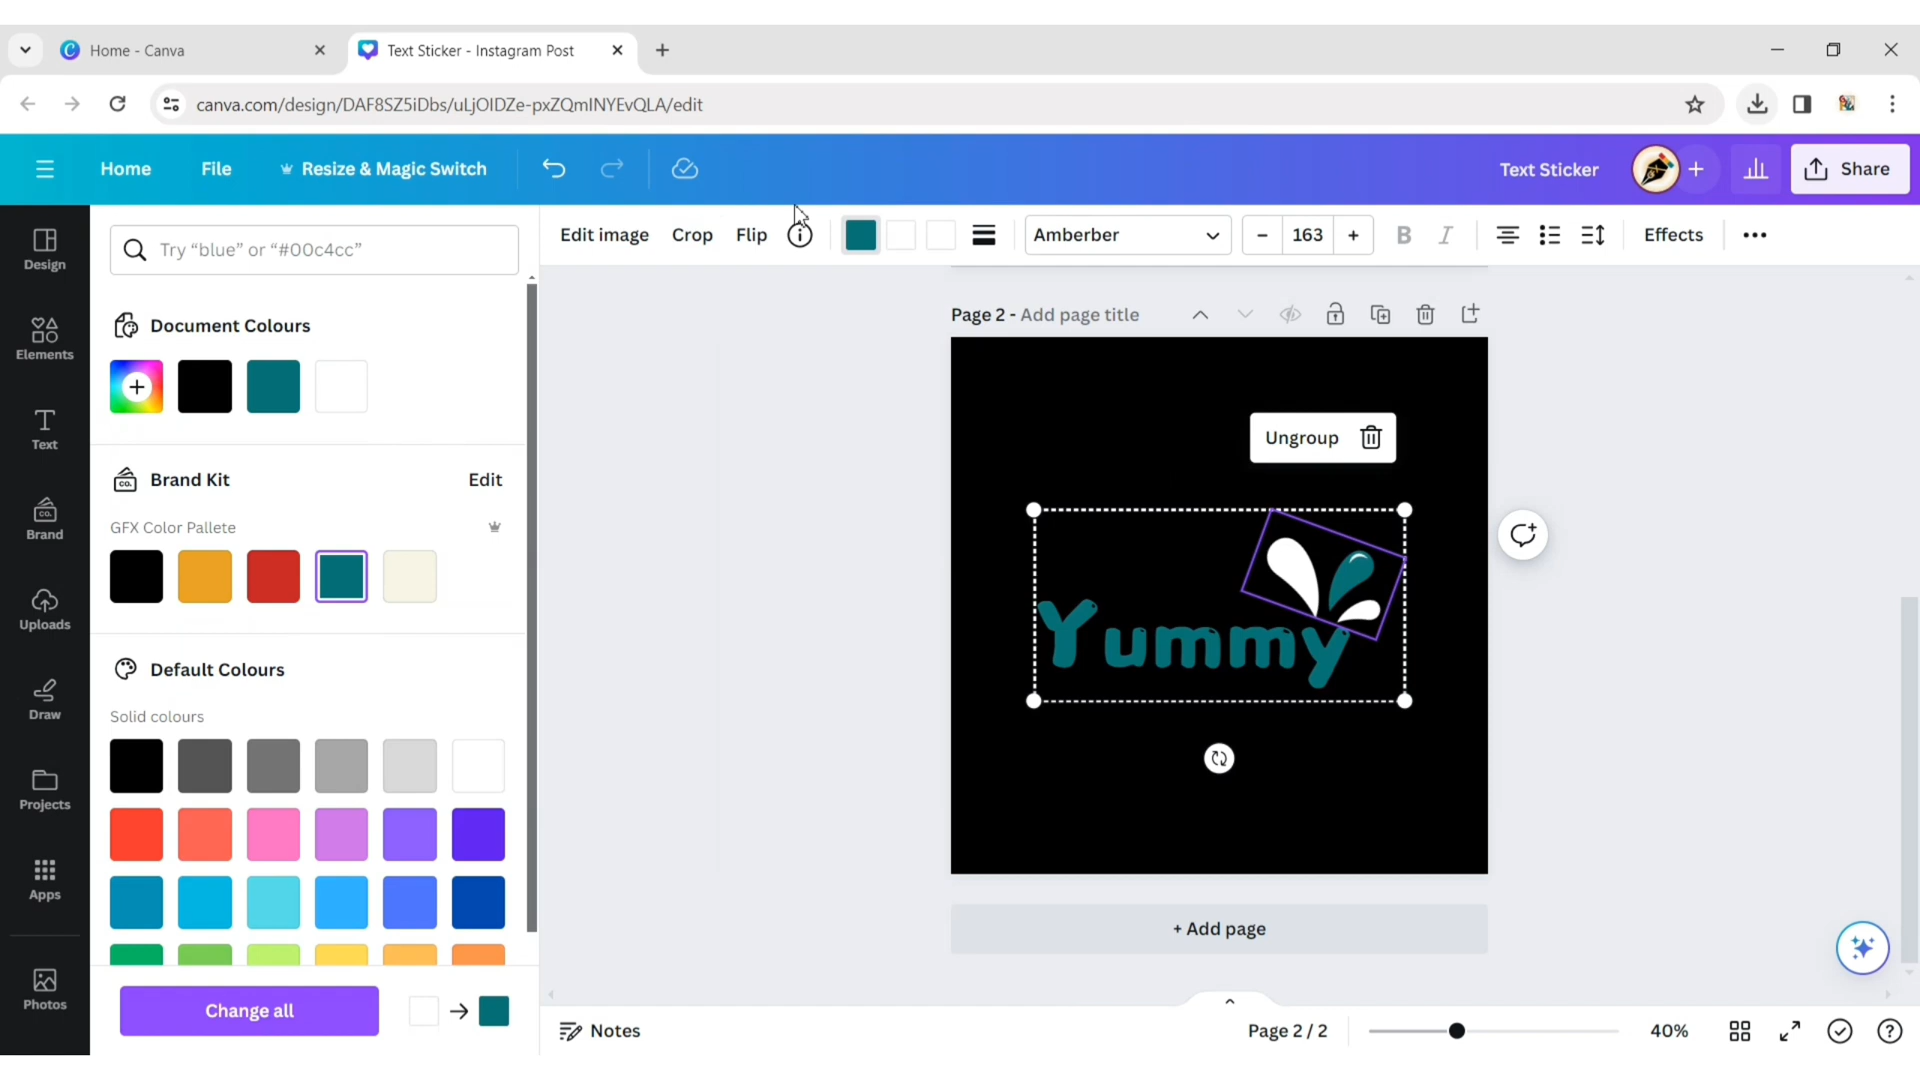 Home - Canva
Text Sticker - Instagram Post
canva.com/design/DAF8SZ5iDbs/uLjOIDZe-pxZQmINYEvQLA/edit
Home
File
Resize & Magic Switch
Text Sticker
Share
Design
Elements
Text
Brand
Uploads
Draw
Projects
Apps
Photos
Try “blue” or “#00c4cc”
Document Colours
Brand Kit
Edit
GFX Color Pallete
Default Colours
Solid colours
Change all
Edit image
Crop
Flip
Amberber
163
B
I
Effects
Page 2 - Add page title
Ungroup
Yummy
+ Add page
Notes
Page 2 / 2
40%